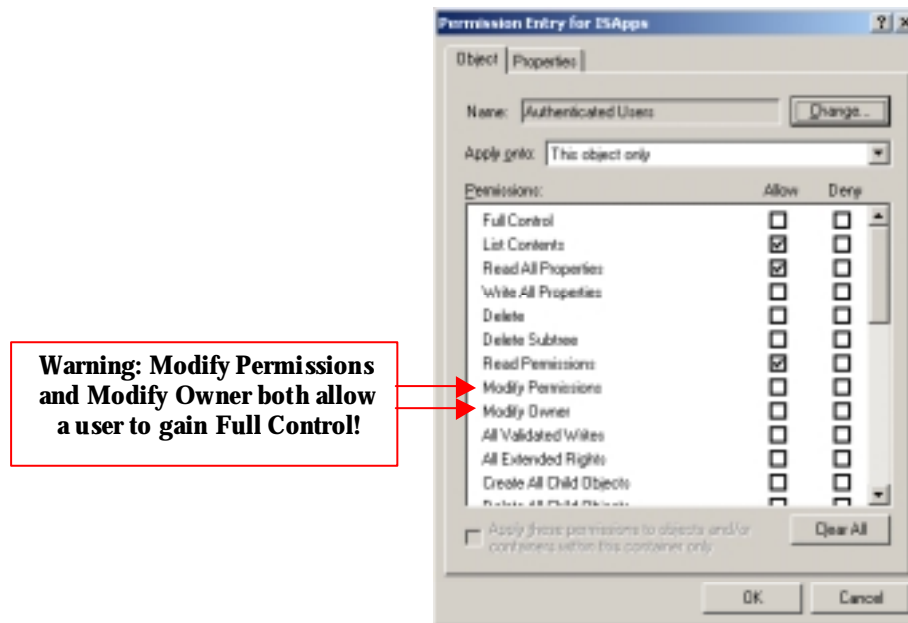 Permission Entry for ISApps
Object Properties
Name: Authenticated Users Change...
Apply onto: This object only
Permissions: Allow Deny
Full Control
List Contents
Read All Properties
Write All Properties
Delete
Delete Subtree
Read Permissions
Modify Permissions
Modify Owner
All Validated Writes
All Extended Rights
Create All Child Objects
Delete All Child Objects
Warning: Modify Permissions
and Modify Owner both allow
a user to gain Full Control!
Apply these permissions to objects and/or
containers within this container only
Clear All
OK Cancel